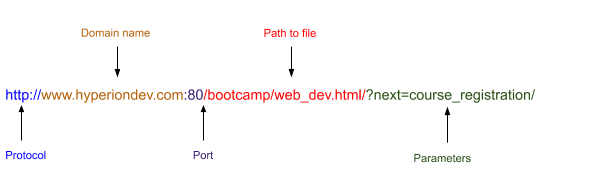 Domain name
Path to file
http://www.hyperiondev.com:80/bootcamp/web_dev.html/?next=course_registration/
Protocol
Port
Parameters